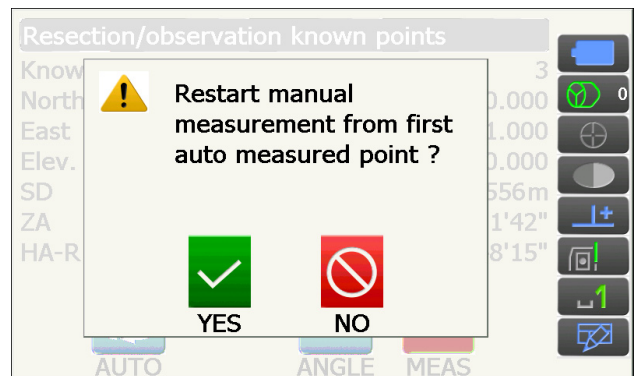 Resection/observation known points
Know
3
North
0.000
East
1.000
Elev.
0.000
SD
556m
ZA
1'42"
HA-R
8'15"
Restart manual
measurement from first
auto measured point ?
YES
NO
AUTO
ANGLE
MEAS
0
1